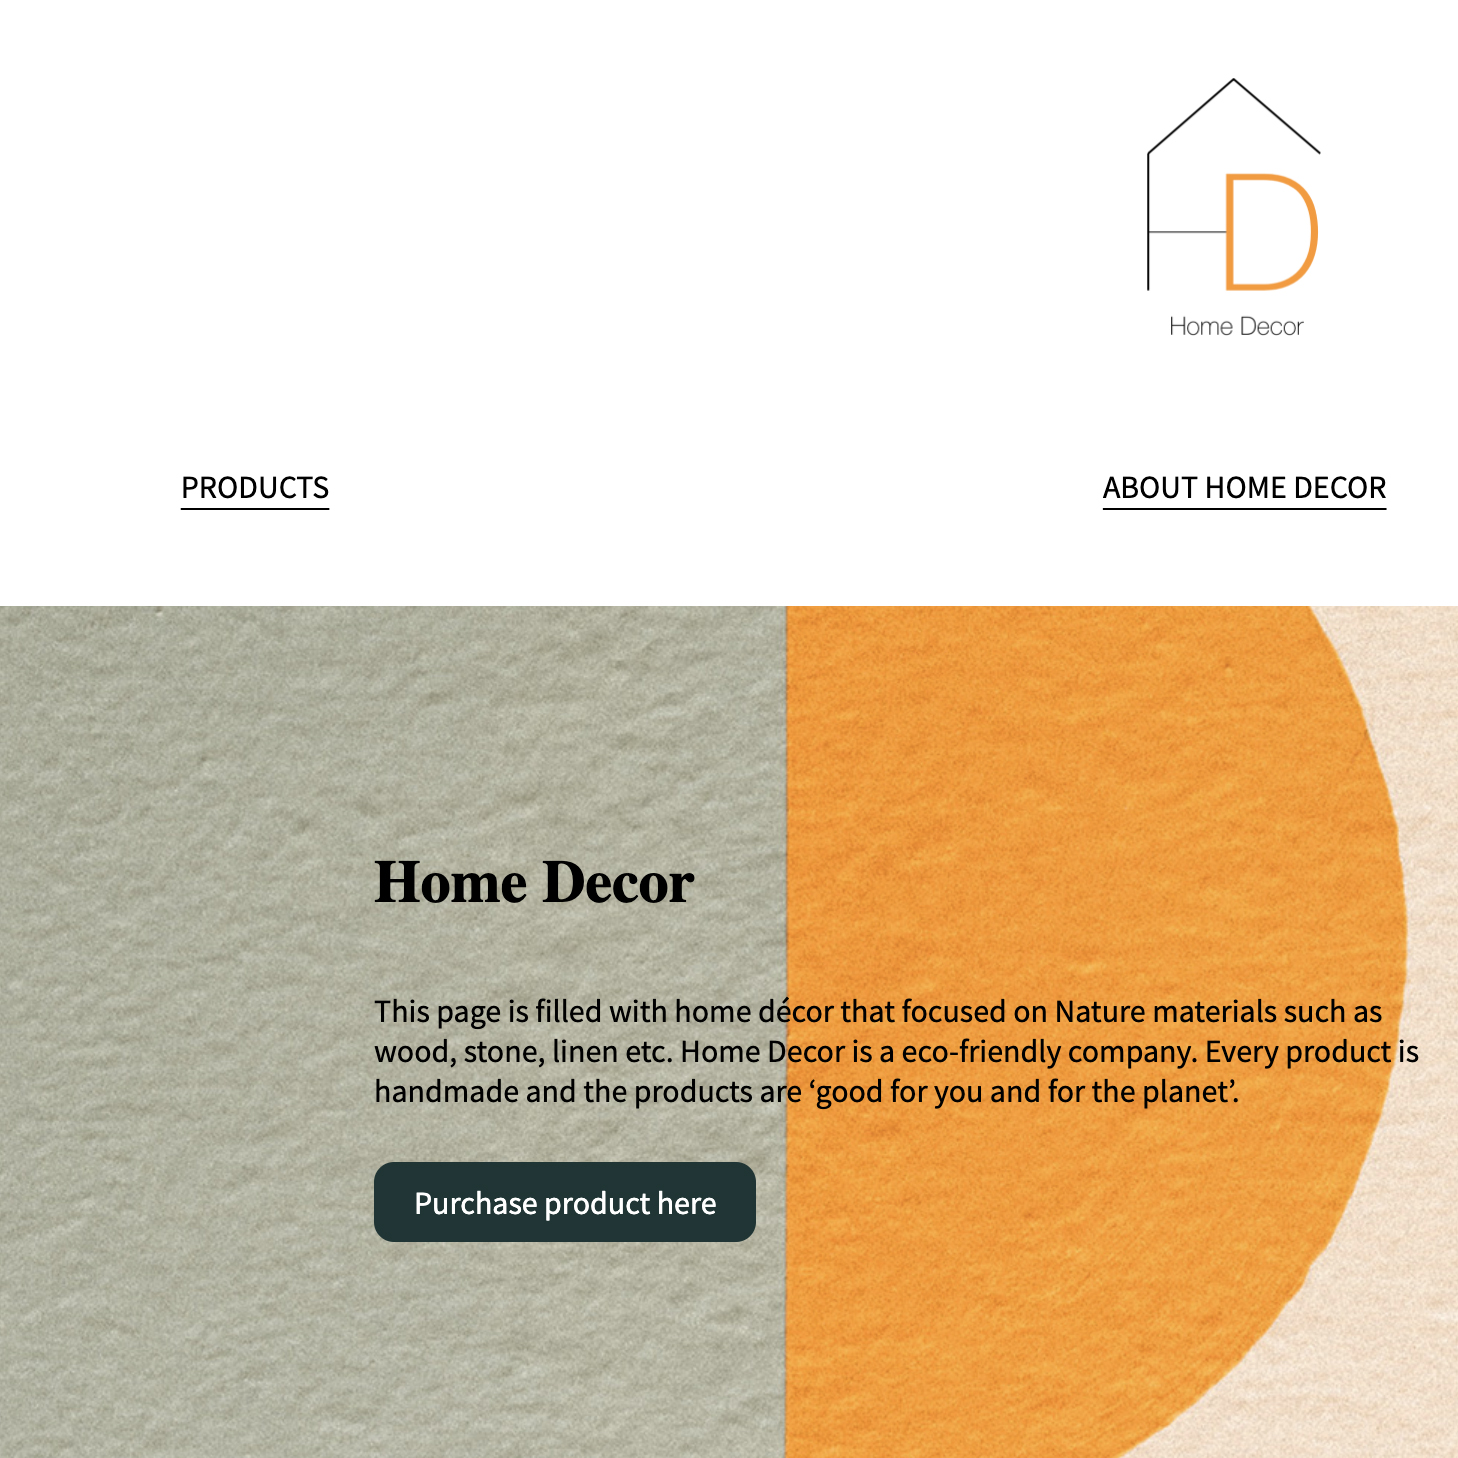 HD
Home Decor
PRODUCTS
ABOUT HOME DECOR
Home Decor
This page is filled with home décor that focused on Nature materials such as
wood, stone, linen etc. Home Decor is a eco-friendly company. Every product is
handmade and the products are ‘good for you and for the planet’.
Purchase product here